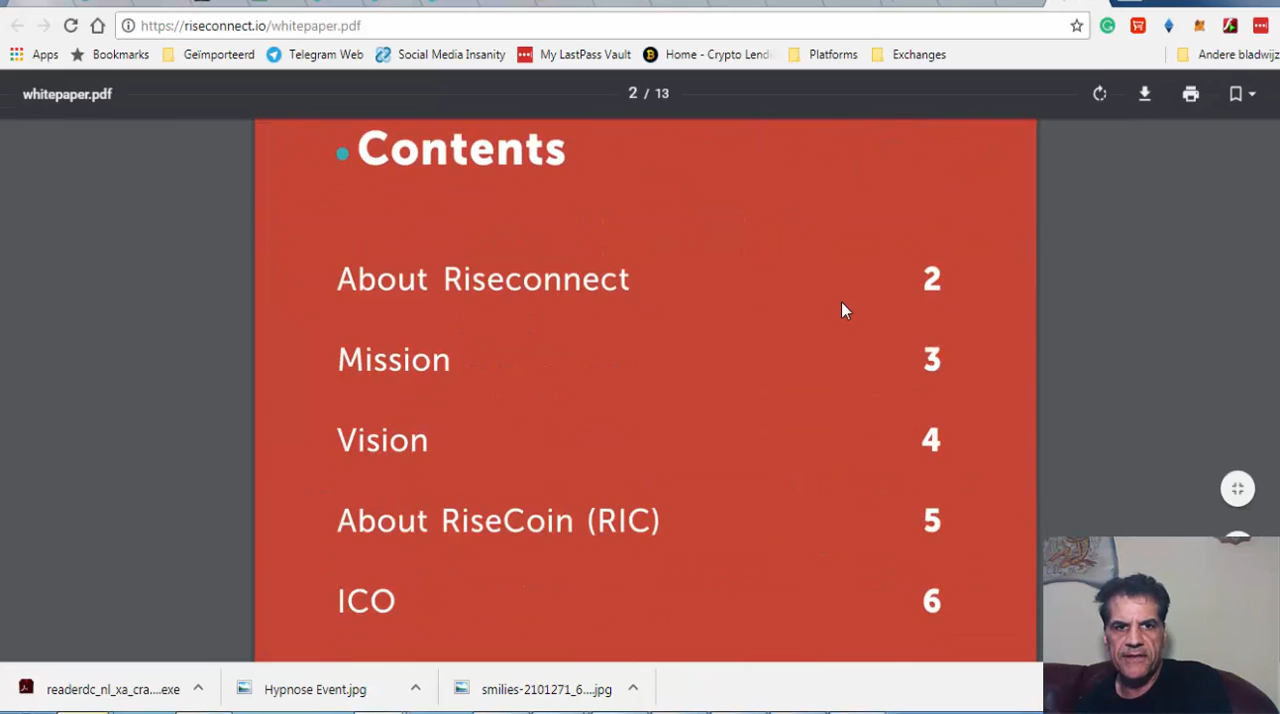 https://riseconnect.io/whitepaper.pdf
Apps Bookmarks Geïmporteerd Telegram Web Social Media Insanity My LastPass Vault Home - Crypto Lendi Platforms Exchanges Andere bladwijz
whitepaper.pdf 2 / 13
• Contents
About Riseconnect 2
Mission 3
Vision 4
About RiseCoin (RIC) 5
ICO 6
readerdc_nl_xa_cra....exe Hypnose Event.jpg smilies-2101271_6....jpg